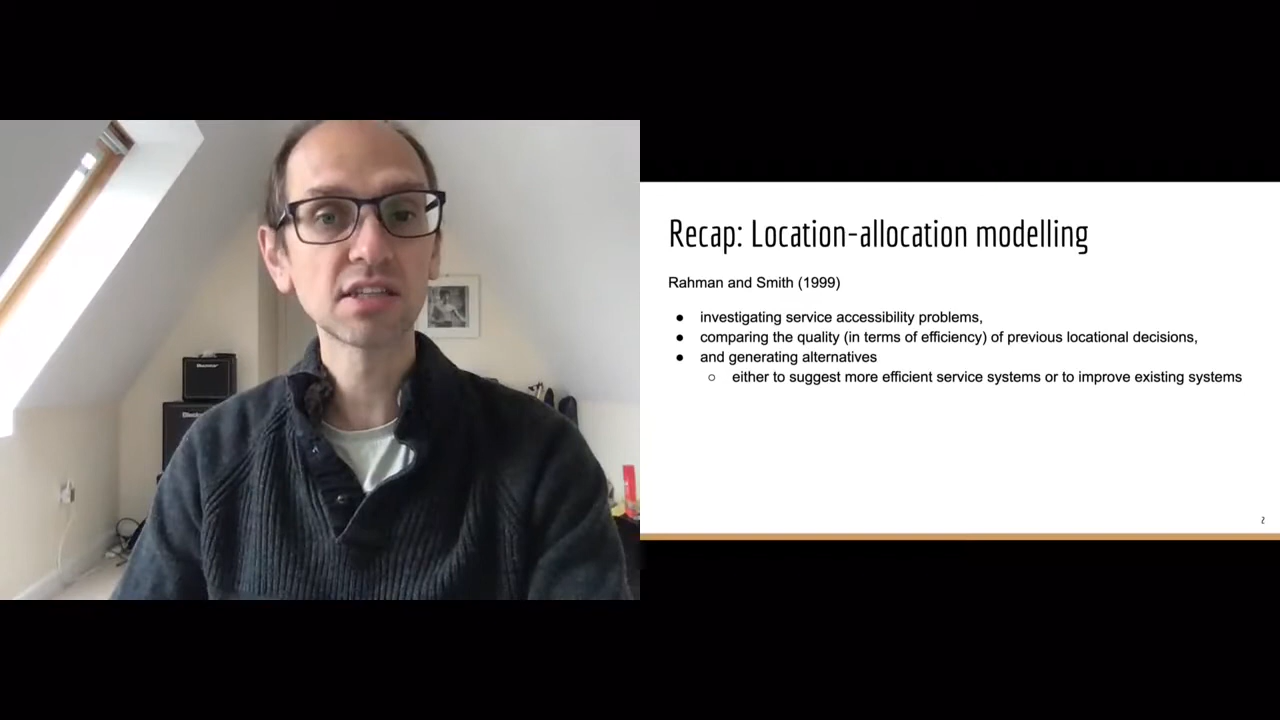 Recap: Location-allocation modelling
Rahman and Smith (1999)
● investigating service accessibility problems,
● comparing the quality (in terms of efficiency) of previous locational decisions,
● and generating alternatives
○ either to suggest more efficient service systems or to improve existing systems
2
Blackstar